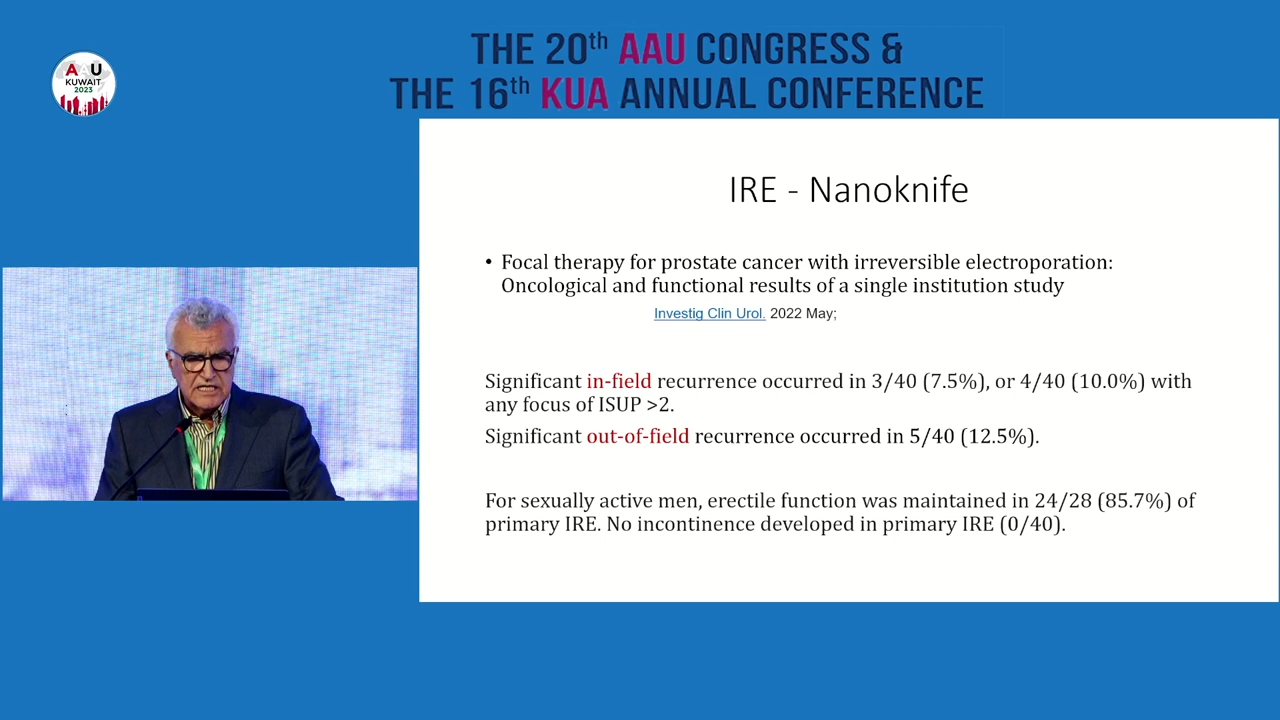 THE 20th AAU CONGRESS &
THE 16th KUA ANNUAL CONFERENCE
AAU
KUWAIT
2023
IRE - Nanoknife
• Focal therapy for prostate cancer with irreversible electroporation:
Oncological and functional results of a single institution study
Investig Clin Urol. 2022 May;
Significant in-field recurrence occurred in 3/40 (7.5%), or 4/40 (10.0%) with
any focus of ISUP >2.
Significant out-of-field recurrence occurred in 5/40 (12.5%).
For sexually active men, erectile function was maintained in 24/28 (85.7%) of
primary IRE. No incontinence developed in primary IRE (0/40).